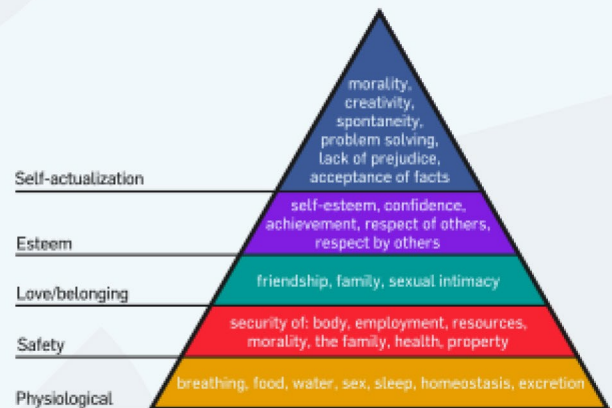 morality,
creativity,
spontaneity,
problem solving,
lack of prejudice,
acceptance of facts
Self-actualization
self-esteem, confidence,
achievement, respect of others,
respect by others
Esteem
friendship, family, sexual intimacy
Love/belonging
security of: body, employment, resources,
morality, the family, health, property
Safety
breathing, food, water, sex, sleep, homeostasis, excretion
Physiological